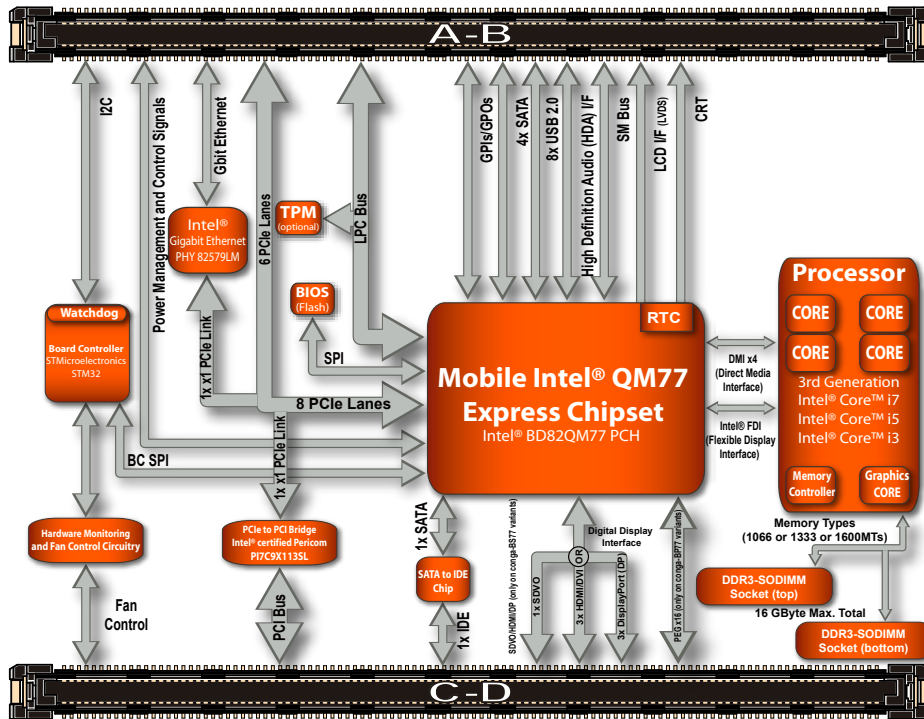 A-B
I2C
Power Management and Control Signals
Gbit Ethernet
6 PCIe Lanes
LPC Bus
GPIs/GPOs
4x SATA
8x USB 2.0
High Definition Audio (HDA) I/F
SM Bus
LCD I/F (LVDS)
CRT
Intel®
Gigabit Ethernet
PHY 82579LM
TPM
(optional)
BIOS
(Flash)
SPI
Watchdog
Board Controller
STMicroelectronics
STM32
1x x1 PCIe Link
8 PCIe Lanes
1x x1 PCIe Link
BC SPI
RTC
Mobile Intel® QM77
Express Chipset
Intel® BD82QM77 PCH
DMI x4
(Direct Media
Interface)
Intel® FDI
(Flexible Display
Interface)
Processor
CORE
CORE
CORE
CORE
3rd Generation
Intel® Core™ i7
Intel® Core™ i5
Intel® Core™ i3
Memory
Controller
Graphics
CORE
Memory Types
(1066 or 1333 or 1600MTs)
DDR3-SODIMM
Socket (top)
16 GByte Max. Total
DDR3-SODIMM
Socket (bottom)
Hardware Monitoring
and Fan Control Circuitry
Fan
Control
PCIe to PCI Bridge
Intel® certified Pericom
PI7C9X113SL
PCI Bus
1x SATA
SATA to IDE
Chip
1x IDE
SDVO/HDMI/DP (only on conga-BS77 variants)
Digital Display
Interface
OR
1x SDVO
3x HDMI/DVI
3x DisplayPort (DP)
PEG x16 (only on conga-BP77 variants)
C-D